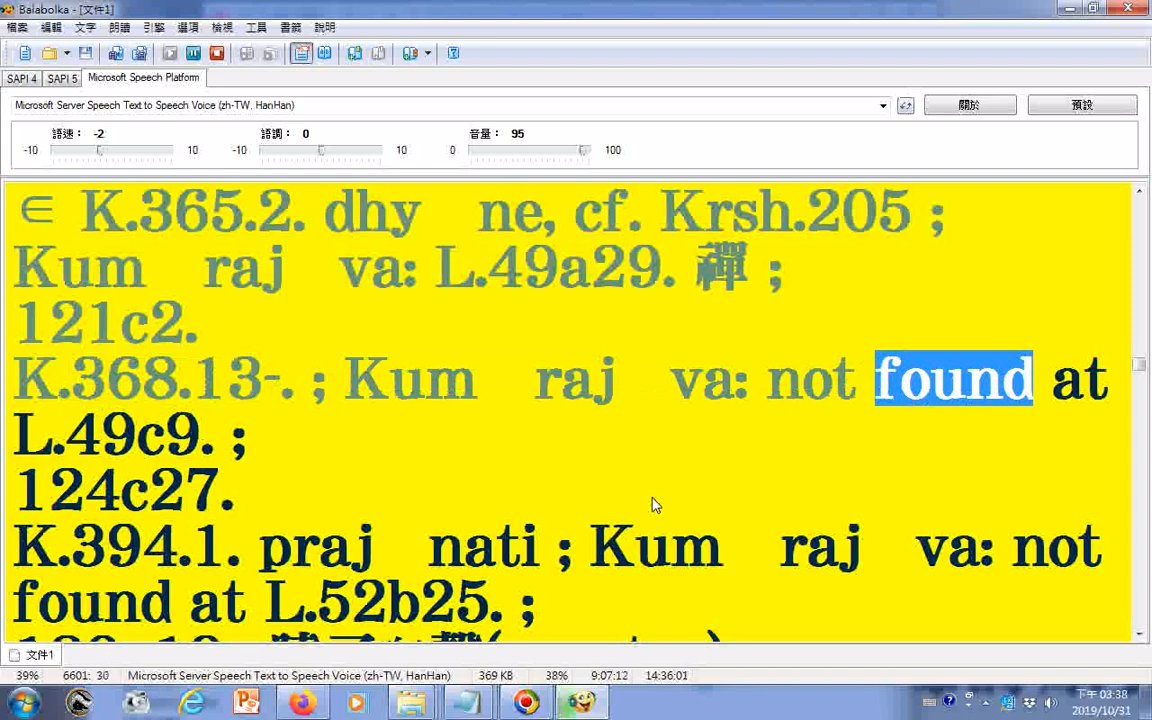 Balabolka - [文件1]
檔案 編輯 文字 朗讀 引擎 選項 檢視 工具 書籤 說明
SAPI 4 SAPI 5 Microsoft Speech Platform
Microsoft Server Speech Text to Speech Voice (zh-TW, HanHan) 關於 預設
語速： -2 語調： 0 音量： 95
-10 10 -10 10 0 100
∈ K.365.2. dhy ne, cf. Krsh.205 ;
Kum raj va: L.49a29. 禪 ;
121c2.
K.368.13-. ; Kum raj va: not found at
L.49c9. ;
124c27.
K.394.1. praj nati ; Kum raj va: not
found at L.52b25. ;
文件1
39% 6601: 30 Microsoft Server Speech Text to Speech Voice (zh-TW, HanHan) 369 KB 38% 9:07:12 14:36:01
下午 03:38
2019/10/31